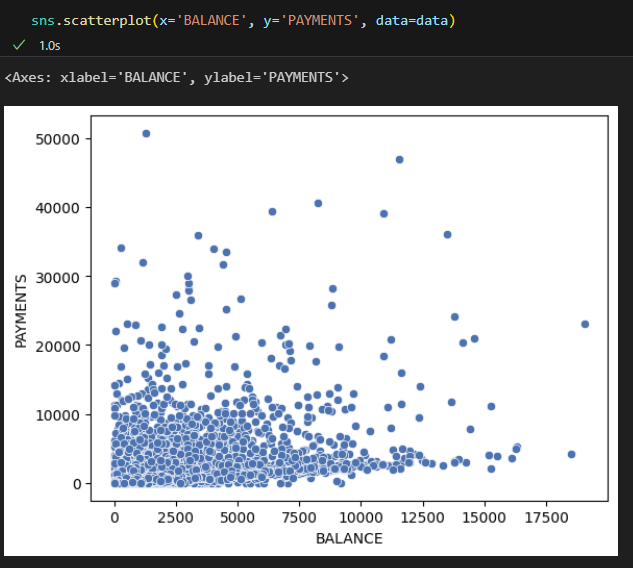 sns.scatterplot(x='BALANCE', y='PAYMENTS', data=data)
✓ 1.0s
<Axes: xlabel='BALANCE', ylabel='PAYMENTS'>
50000
40000
30000
20000
10000
0
PAYMENTS
0 2500 5000 7500 10000 12500 15000 17500
BALANCE